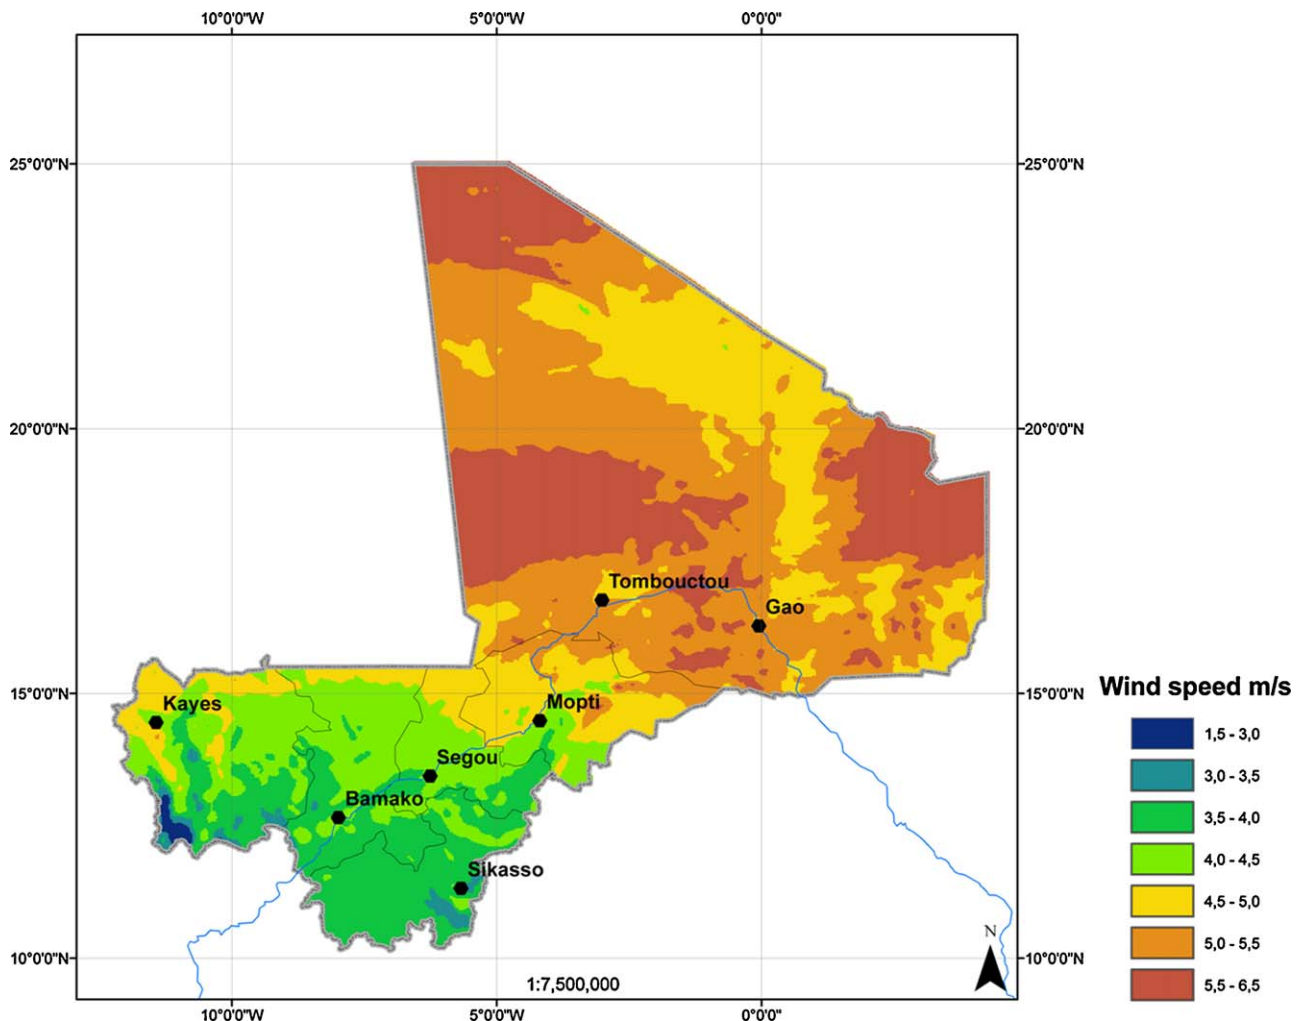 10°0'0"W 5°0'0"W 0°0'0"
25°0'0"N 25°0'0"N
20°0'0"N 20°0'0"N
Tombouctou
Gao
15°0'0"N 15°0'0"N
Kayes
Mopti
Segou
Bamako
Sikasso
Wind speed m/s
1,5 - 3,0
3,0 - 3,5
3,5 - 4,0
4,0 - 4,5
4,5 - 5,0
5,0 - 5,5
5,5 - 6,5
N
10°0'0"N 10°0'0"N
1:7,500,000
10°0'0"W 5°0'0"W 0°0'0"